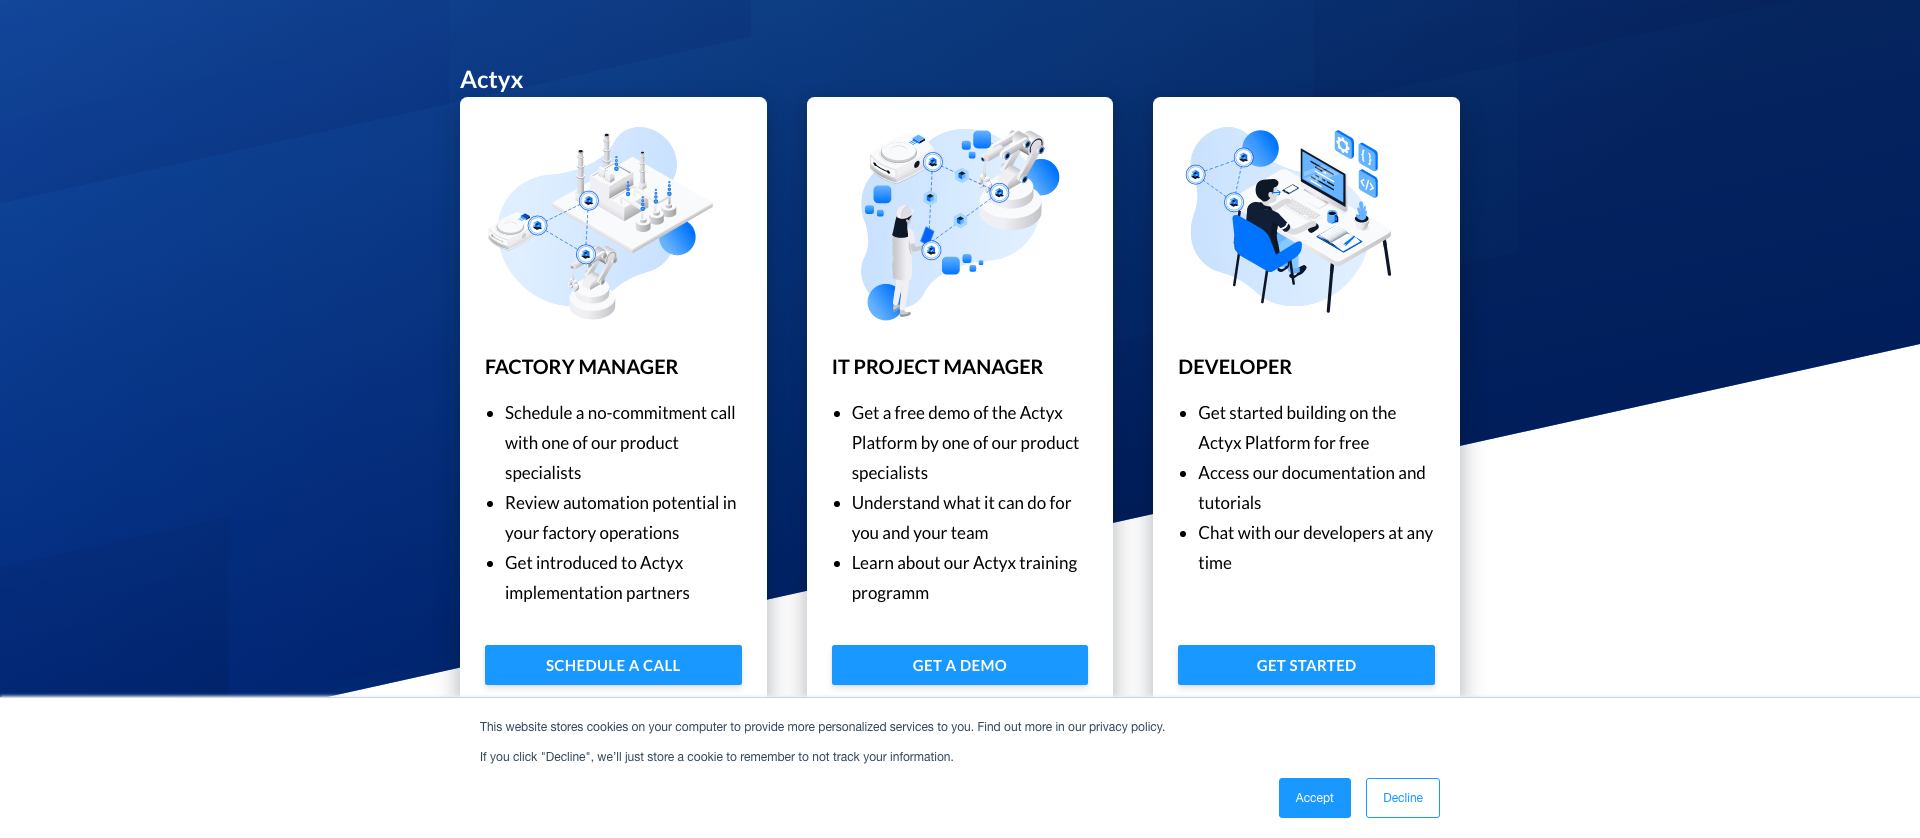 Actyx
FACTORY MANAGER
• Schedule a no-commitment call
with one of our product
specialists
• Review automation potential in
your factory operations
• Get introduced to Actyx
implementation partners
SCHEDULE A CALL
IT PROJECT MANAGER
• Get a free demo of the Actyx
Platform by one of our product
specialists
• Understand what it can do for
you and your team
• Learn about our Actyx training
programm
GET A DEMO
DEVELOPER
• Get started building on the
Actyx Platform for free
• Access our documentation and
tutorials
• Chat with our developers at any
time
GET STARTED
This website stores cookies on your computer to provide more personalized services to you. Find out more in our privacy policy.
If you click "Decline", we'll just store a cookie to remember to not track your information.
Accept
Decline